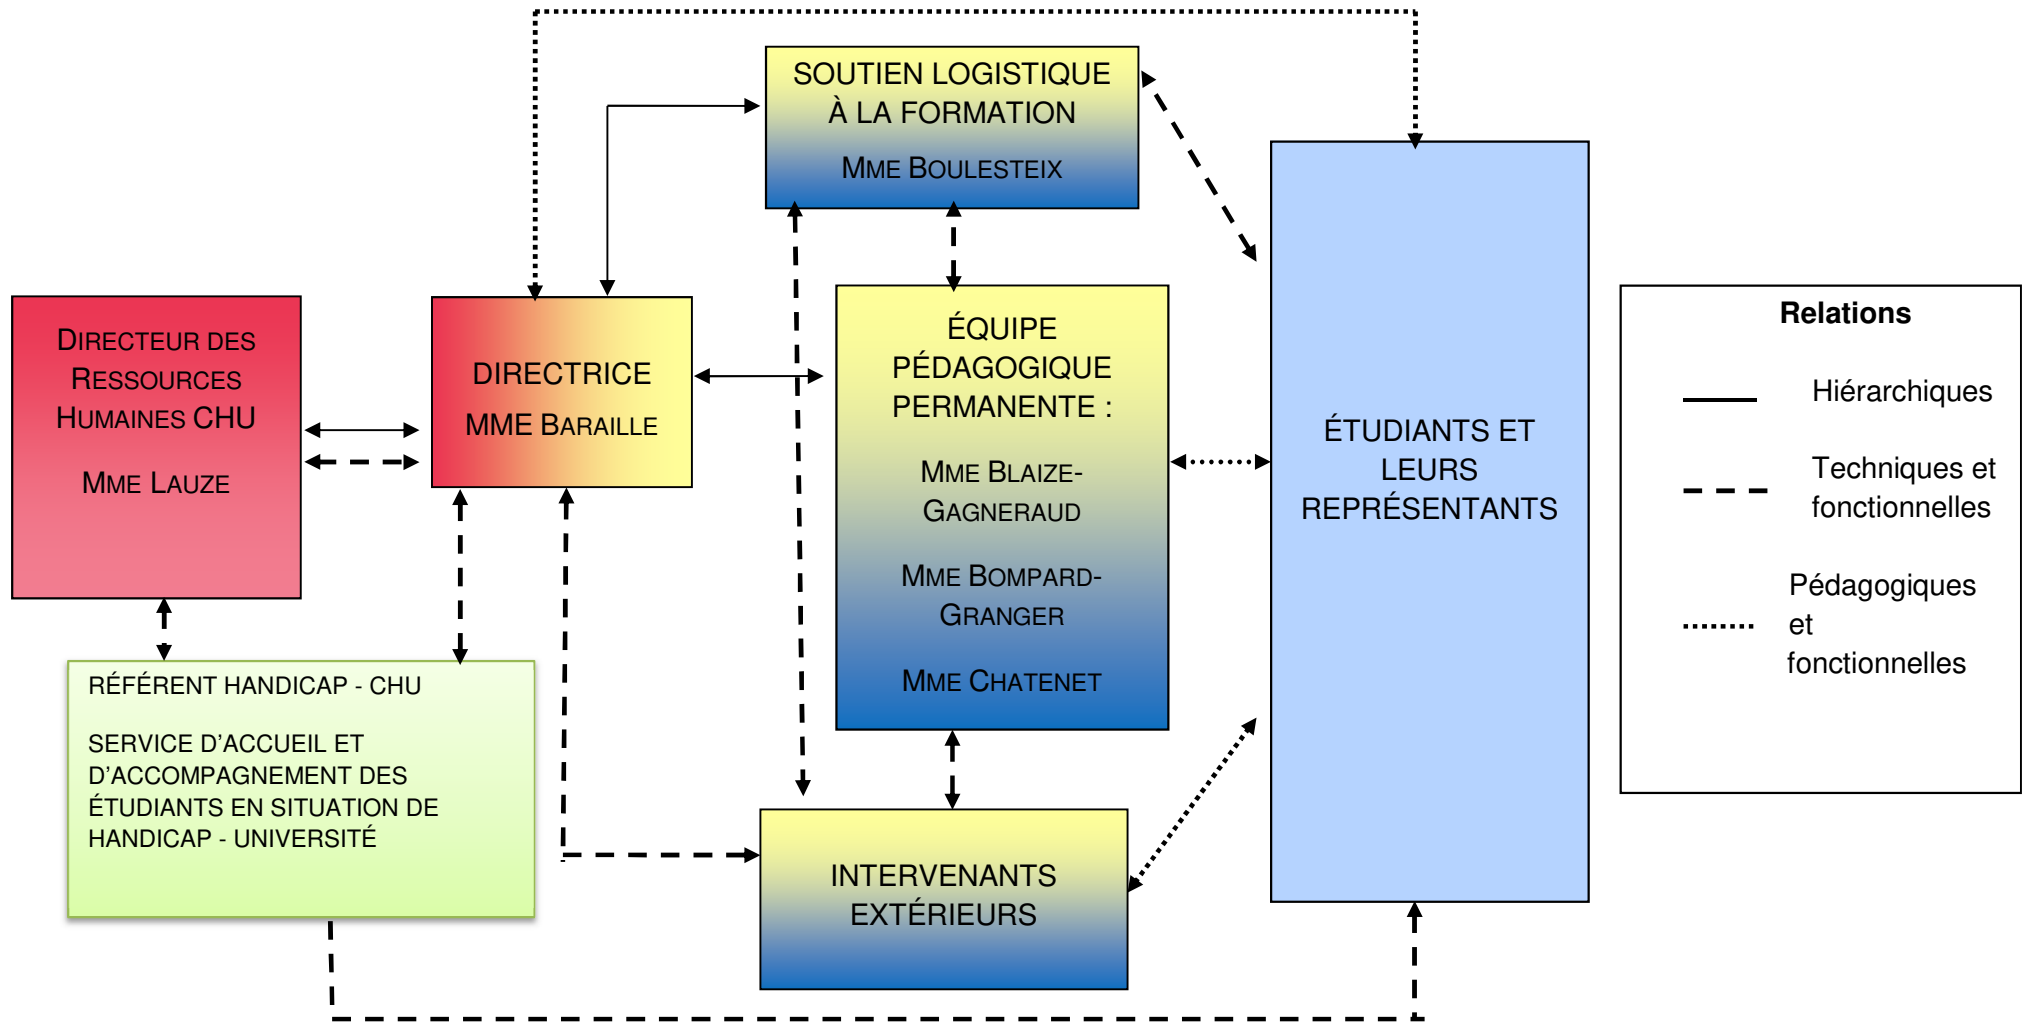 SOUTIEN LOGISTIQUE
À LA FORMATION
MME BOULESTEIX
DIRECTEUR DES
RESSOURCES
HUMAINES CHU
MME LAUZE
DIRECTRICE
MME BARAILLE
ÉQUIPE
PÉDAGOGIQUE
PERMANENTE :
MME BLAIZE-
GAGNERAUD
MME BOMPARD-
GRANGER
MME CHATENET
ÉTUDIANTS ET
LEURS
REPRÉSENTANTS
Relations
Hiérarchiques
Techniques et
fonctionnelles
Pédagogiques
et
fonctionnelles
RÉFÉRENT HANDICAP - CHU
SERVICE D'ACCUEIL ET
D'ACCOMPAGNEMENT DES
ÉTUDIANTS EN SITUATION DE
HANDICAP - UNIVERSITÉ
INTERVENANTS
EXTÉRIEURS